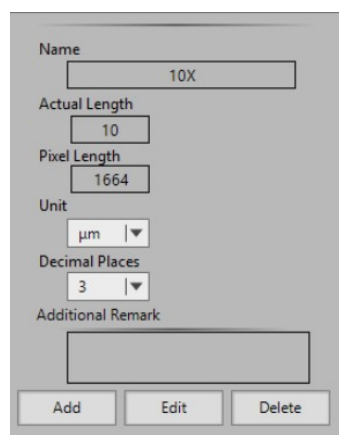 Name
10X
Actual Length
10
Pixel Length
1664
Unit
µm
Decimal Places
3
Additional Remark
Add Edit Delete